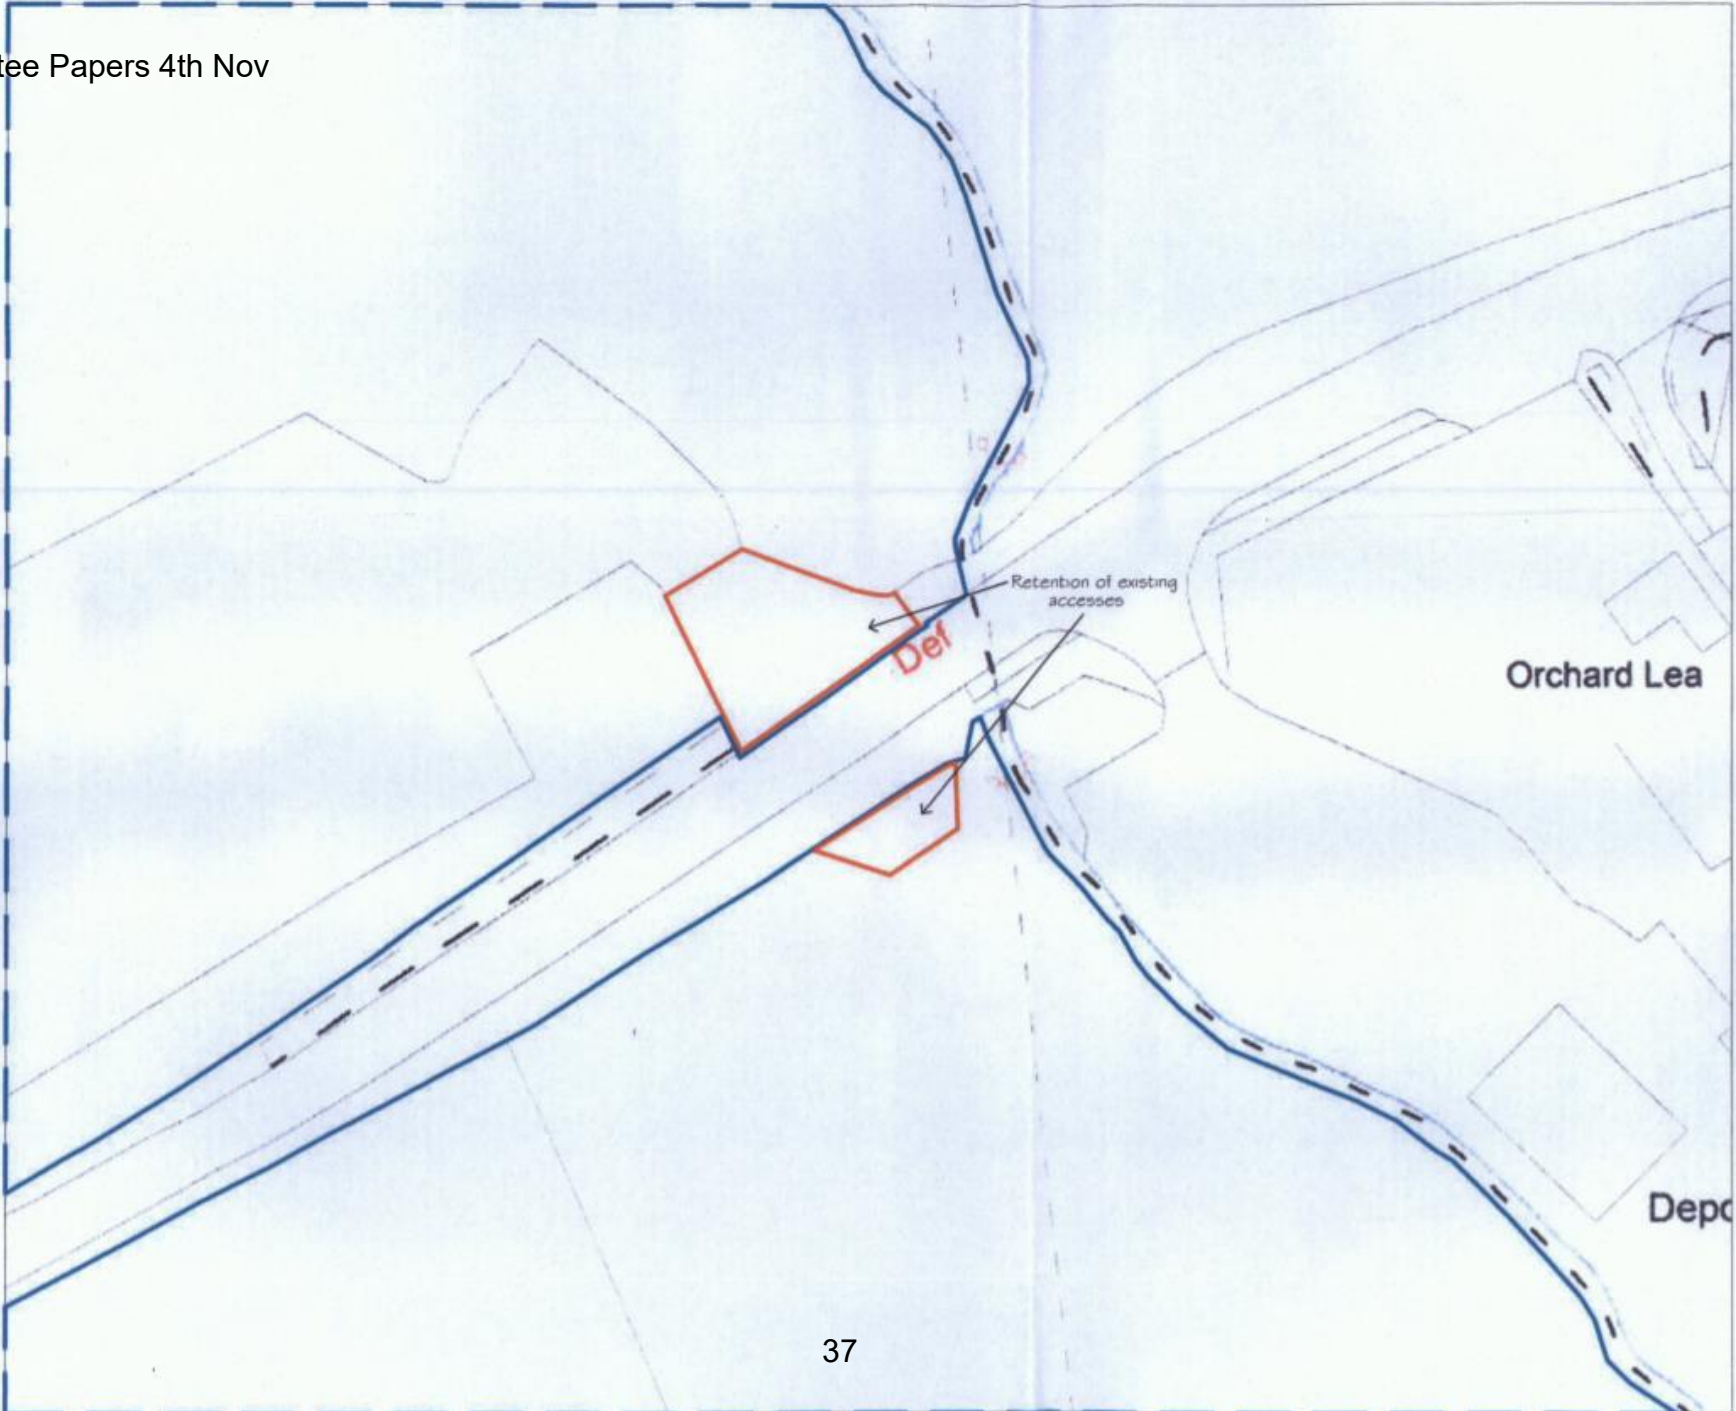 tee Papers 4th Nov
Retention of existing
accesses
Def
Orchard Lea
Depo
37